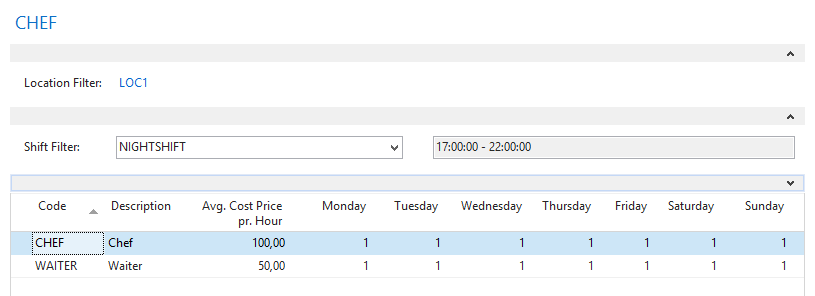 CHEF
Location Filter: LOC1
Shift Filter: NIGHTSHIFT 17:00:00 - 22:00:00
Code Description Avg. Cost Price pr. Hour Monday Tuesday Wednesday Thursday Friday Saturday Sunday
CHEF Chef 100,00 1 1 1 1 1 1 1
WAITER Waiter 50,00 1 1 1 1 1 1 1